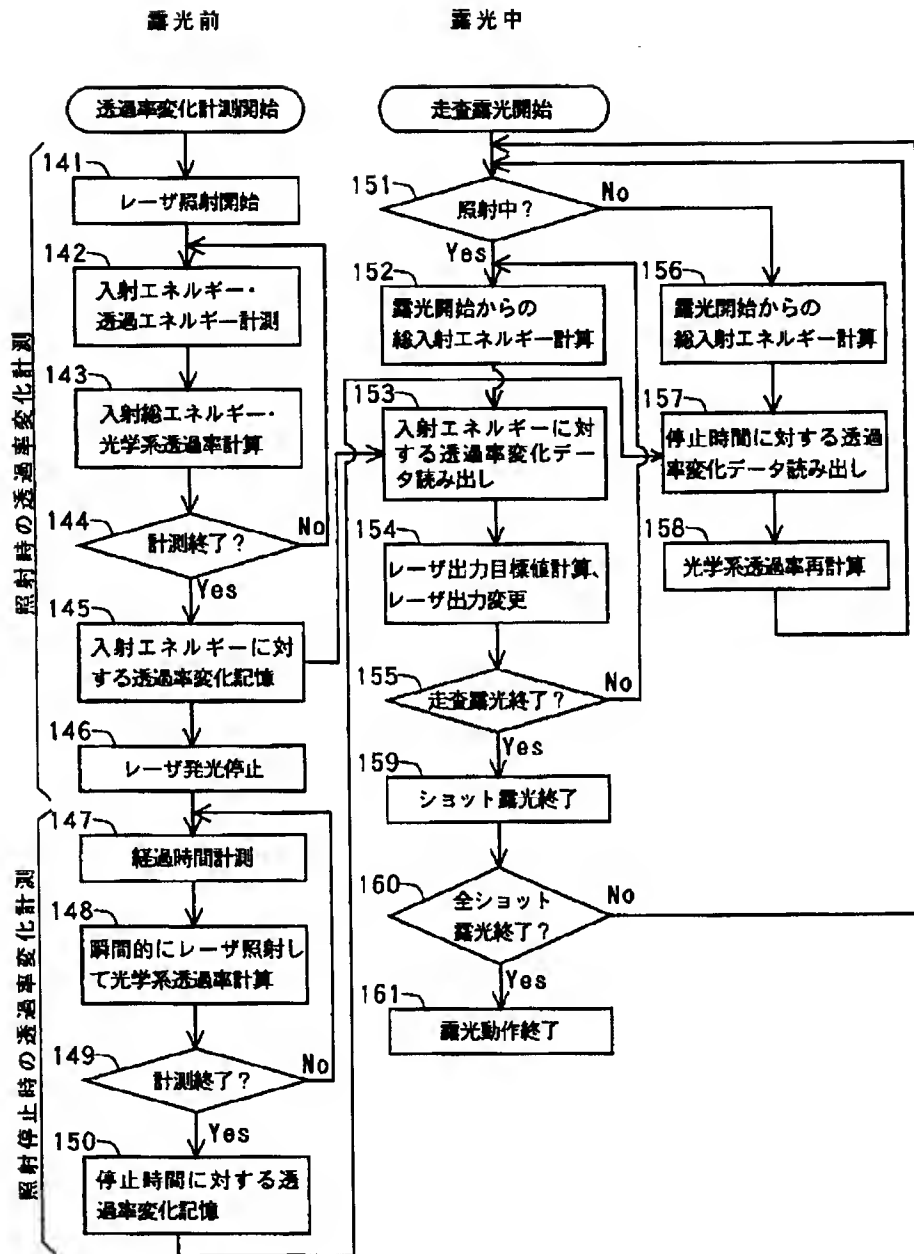 露光前
透過率変化計測開始
照射時の透過率変化計測
141
レーザ照射開始
142
入射エネルギー・
透過エネルギー計測
143
入射総エネルギー・
光学系透過率計算
144
計測終了?
No
Yes
145
入射エネルギーに対
する透過率変化記憶
146
レーザ発光停止
照射停止時の透過率変化計測
147
経過時間計測
148
瞬間的にレーザ照射し
て光学系透過率計算
149
計測終了?
No
Yes
150
停止時間に対する透
過率変化記憶
露光中
走査露光開始
151
照射中?
No
Yes
152
露光開始からの
総入射エネルギー計算
153
入射エネルギーに対
する透過率変化デー
タ読み出し
154
レーザ出力目標値計算、
レーザ出力変更
155
走査露光終了?
No
Yes
156
露光開始からの
総入射エネルギー計算
157
停止時間に対する透過
率変化データ読み出し
158
光学系透過率再計算
159
ショット露光終了
160
全ショット
露光終了?
No
Yes
161
露光動作終了